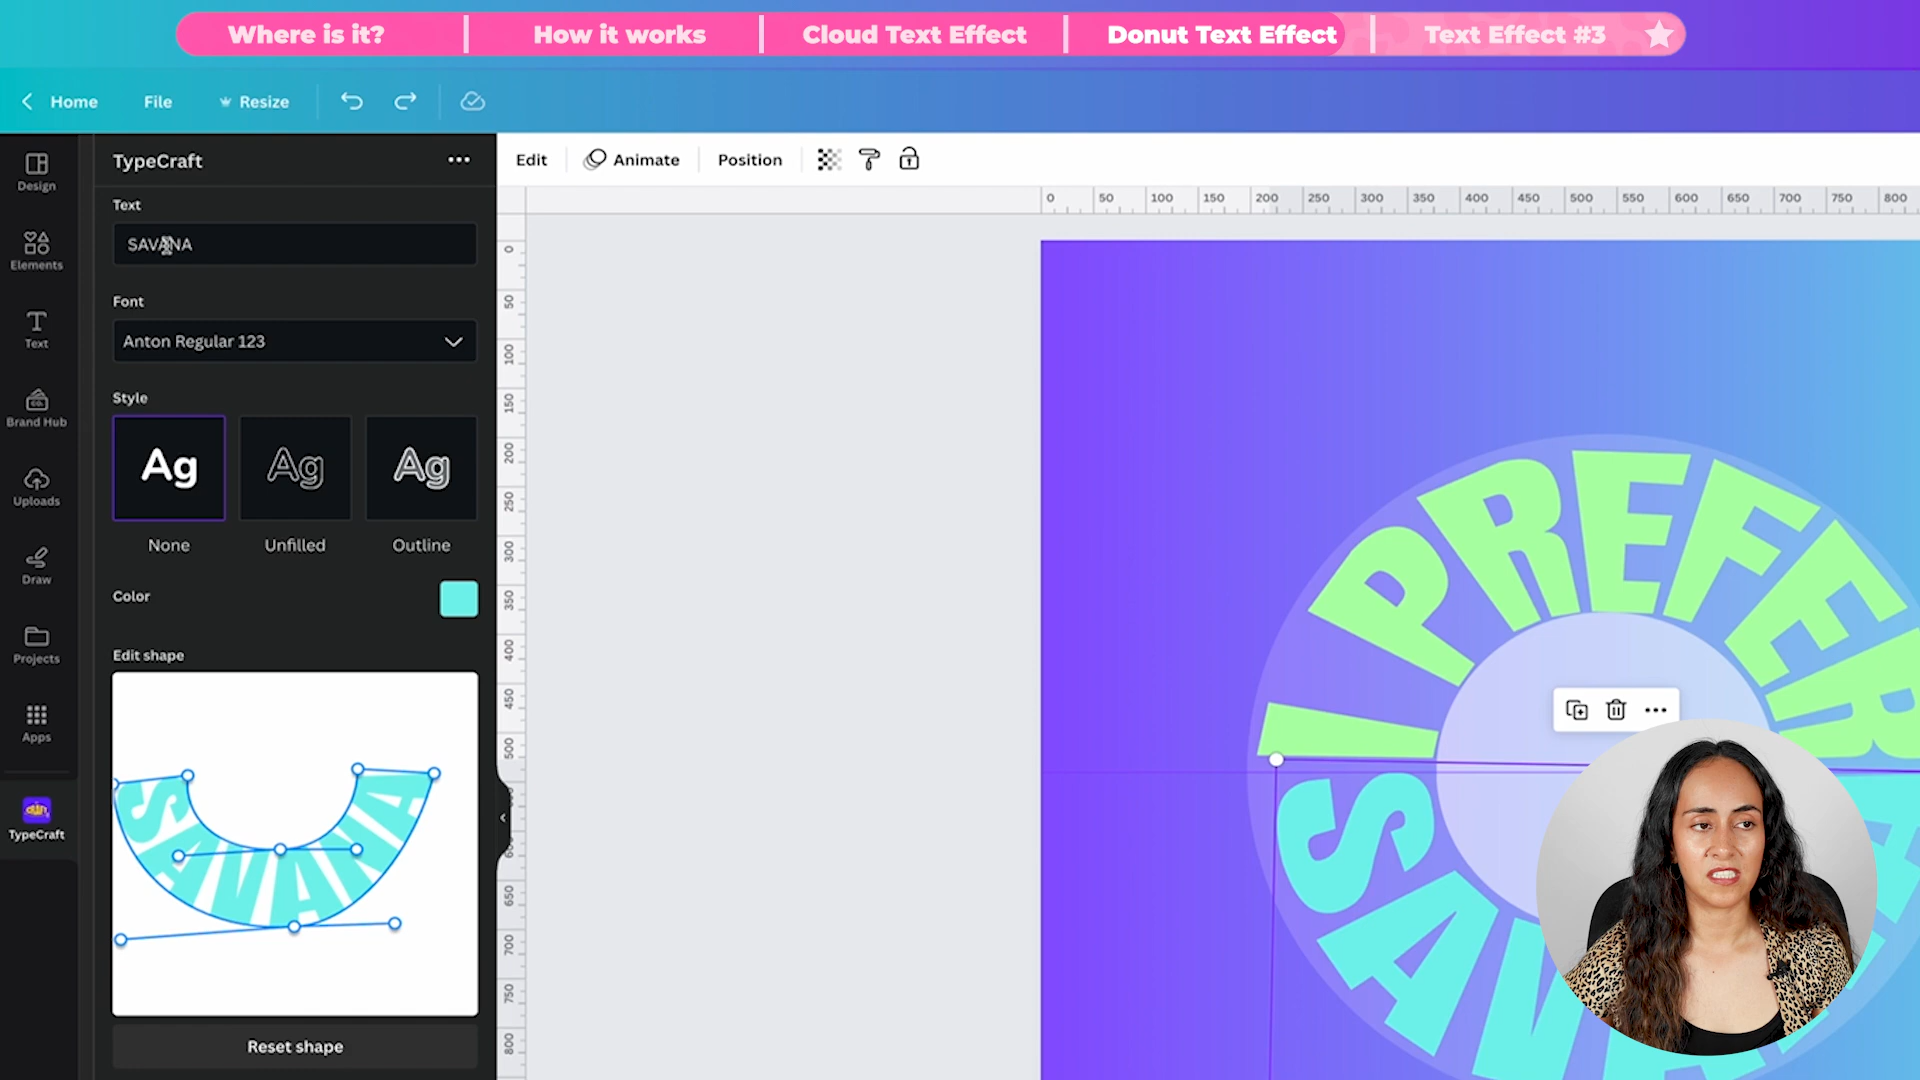 Where is it? How it works Cloud Text Effect Donut Text Effect Text Effect #3
Home File Resize
TypeCraft
Edit Animate Position
0 50 100 150 200 250 300 350 400 450 500 550 600 650 700 750 800
0
50
100
150
200
250
300
350
400
450
500
650
700
750
800
Design
Elements
Text
Brand Hub
Uploads
Draw
Projects
Apps
TypeCraft
Text
SAVANA
Font
Anton Regular 123
Style
Ag Ag Ag
None Unfilled Outline
Color
Edit shape
SAVANA
Reset shape
I PREFER
SAVA